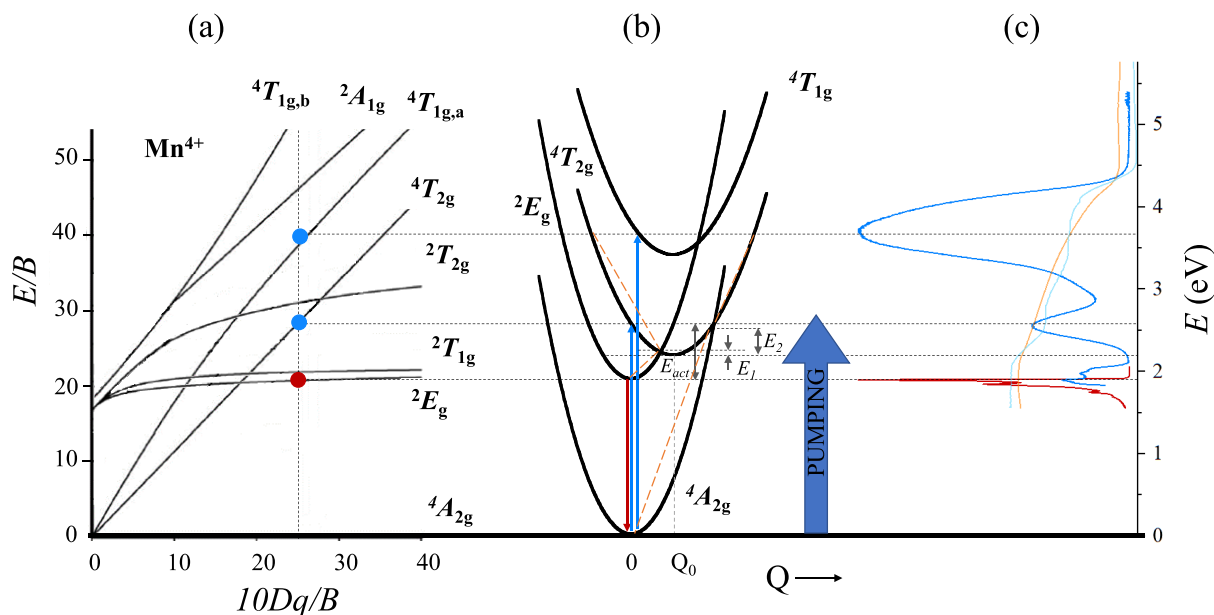 (a)
(b)
(c)
Mn⁴⁺
⁴T₁g,b
²A₁g
⁴T₁g,a
⁴T₂g
²T₂g
²T₁g
²Eg
⁴A₂g
E/B
50
40
30
20
10
0
0
10
20
30
40
10Dq/B
⁴T₁g
⁴T₂g
²Eg
⁴A₂g
Eact
E₁
E₂
0
Q₀
Q
PUMPING
E (eV)
5
4
3
2
1
0